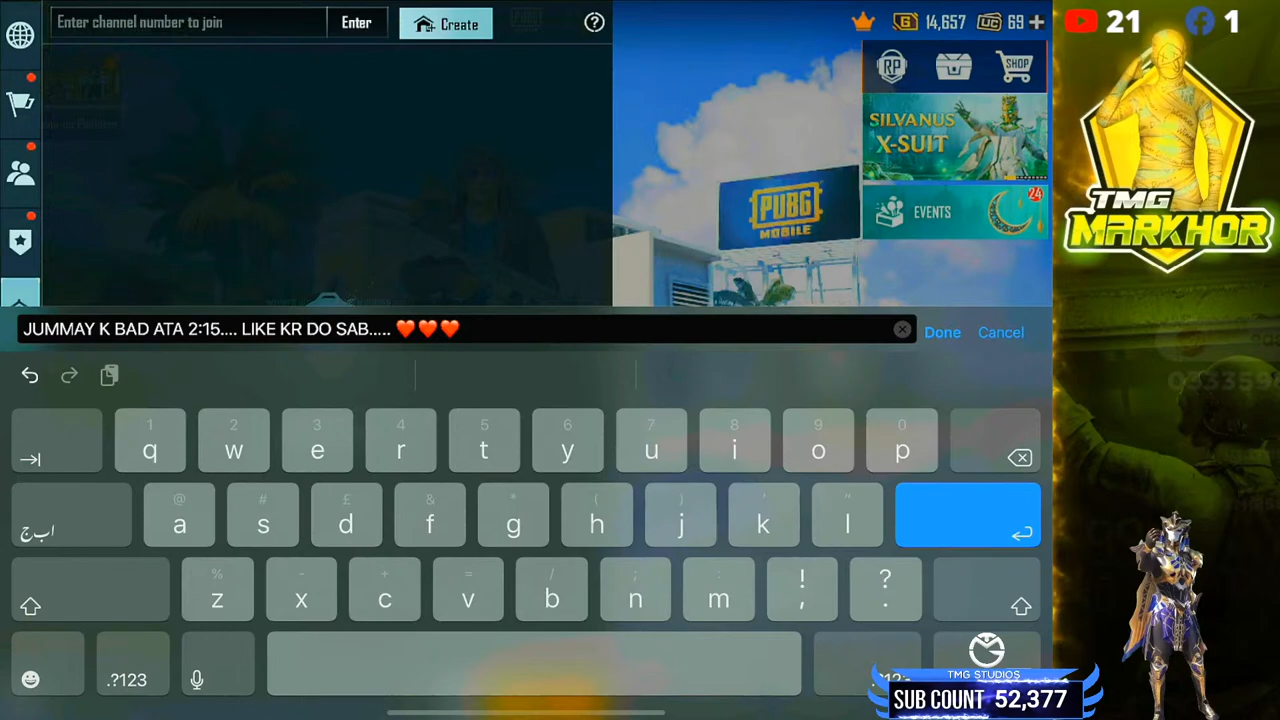 Enter channel number to join
Enter
Create
?
14,657
UC 69 +
21
1
RP
SHOP
SILVANUS
X-SUIT
PUBG
MOBILE
EVENTS
24
TMG
MARKHOR
JUMMAY K BAD ATA 2:15.... LIKE KR DO SAB..... ❤️❤️❤️
Done
Cancel
1 2 3 4 5 6 7 8 9 0
q w e r t y u i o p
@ # £ & * ( ) ' "
ا ب ج
a s d f g h j k l
% - + = / ; : ! ?
z x c v b n m , .
.?123
TMG STUDIOS
SUB COUNT 52,377